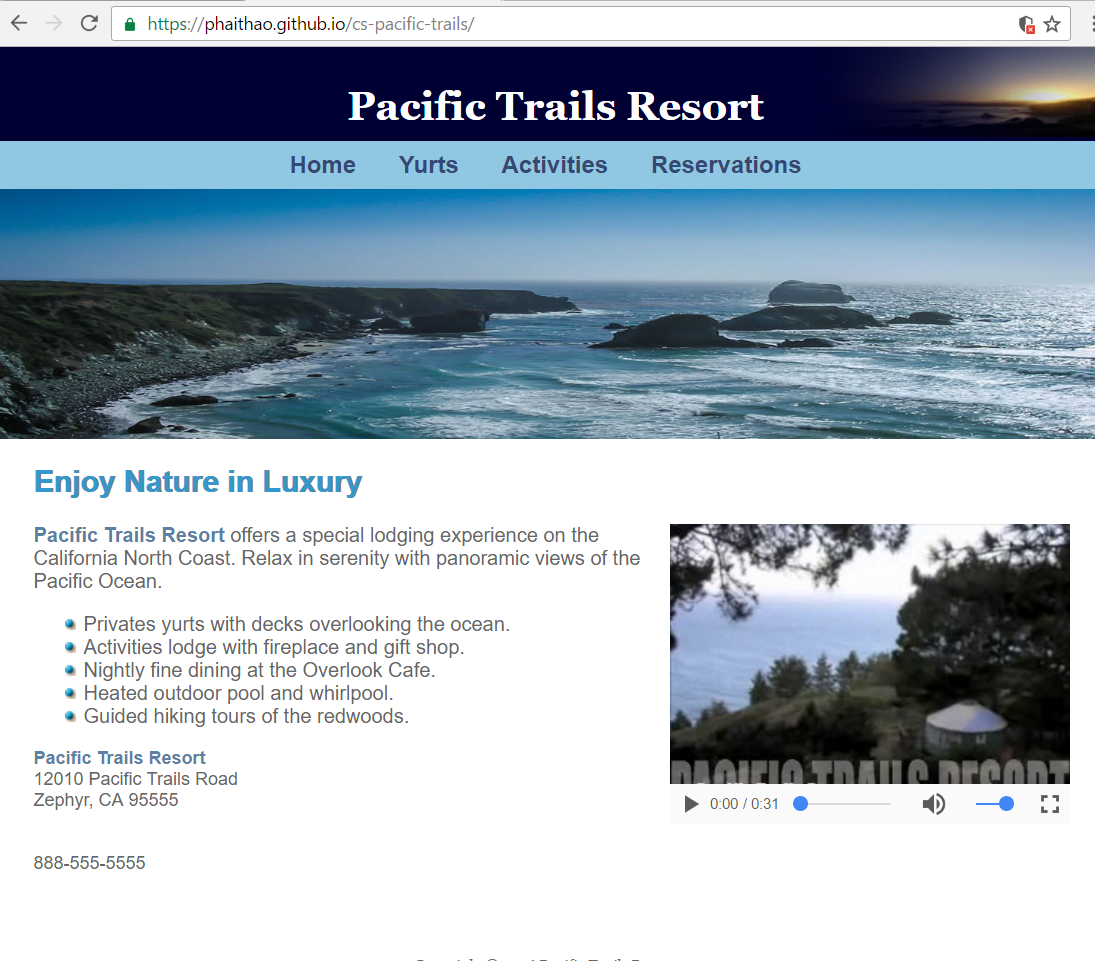 https://phaithao.github.io/cs-pacific-trails/
Pacific Trails Resort
Home Yurts Activities Reservations
Enjoy Nature in Luxury
Pacific Trails Resort offers a special lodging experience on the
California North Coast. Relax in serenity with panoramic views of the
Pacific Ocean.
Privates yurts with decks overlooking the ocean.
Activities lodge with fireplace and gift shop.
Nightly fine dining at the Overlook Cafe.
Heated outdoor pool and whirlpool.
Guided hiking tours of the redwoods.
Pacific Trails Resort
12010 Pacific Trails Road
Zephyr, CA 95555
888-555-5555
PACIFIC TRAILS RESORT
0:00 / 0:31